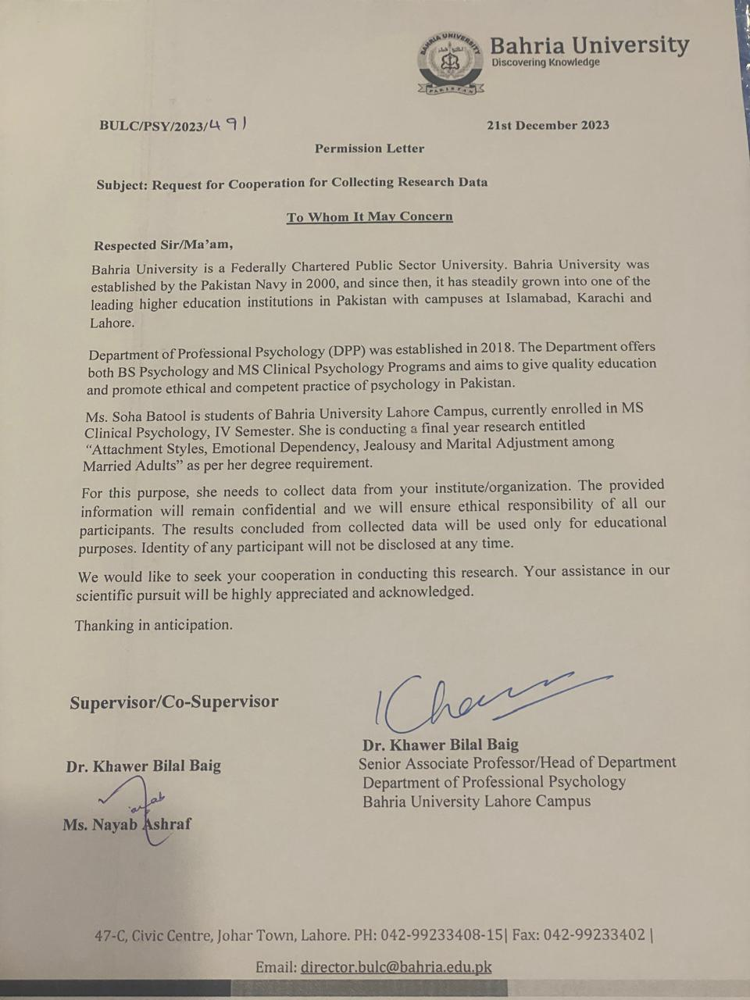 BAHRIA UNIVERSITY
PAKISTAN
Bahria University
Discovering Knowledge
BULC/PSY/2023/491
21st December 2023
Permission Letter
Subject: Request for Cooperation for Collecting Research Data
To Whom It May Concern
Respected Sir/Ma'am,
Bahria University is a Federally Chartered Public Sector University. Bahria University was
established by the Pakistan Navy in 2000, and since then, it has steadily grown into one of the
leading higher education institutions in Pakistan with campuses at Islamabad, Karachi and
Lahore.
Department of Professional Psychology (DPP) was established in 2018. The Department offers
both BS Psychology and MS Clinical Psychology Programs and aims to give quality education
and promote ethical and competent practice of psychology in Pakistan.
Ms. Soha Batool is students of Bahria University Lahore Campus, currently enrolled in MS
Clinical Psychology, IV Semester. She is conducting a final year research entitled
“Attachment Styles, Emotional Dependency, Jealousy and Marital Adjustment among
Married Adults” as per her degree requirement.
For this purpose, she needs to collect data from your institute/organization. The provided
information will remain confidential and we will ensure ethical responsibility of all our
participants. The results concluded from collected data will be used only for educational
purposes. Identity of any participant will not be disclosed at any time.
We would like to seek your cooperation in conducting this research. Your assistance in our
scientific pursuit will be highly appreciated and acknowledged.
Thanking in anticipation.
Supervisor/Co-Supervisor
Dr. Khawer Bilal Baig
Ms. Nayab Ashraf
Dr. Khawer Bilal Baig
Senior Associate Professor/Head of Department
Department of Professional Psychology
Bahria University Lahore Campus
47-C, Civic Centre, Johar Town, Lahore. PH: 042-99233408-15| Fax: 042-99233402 |
Email: director.bulc@bahria.edu.pk